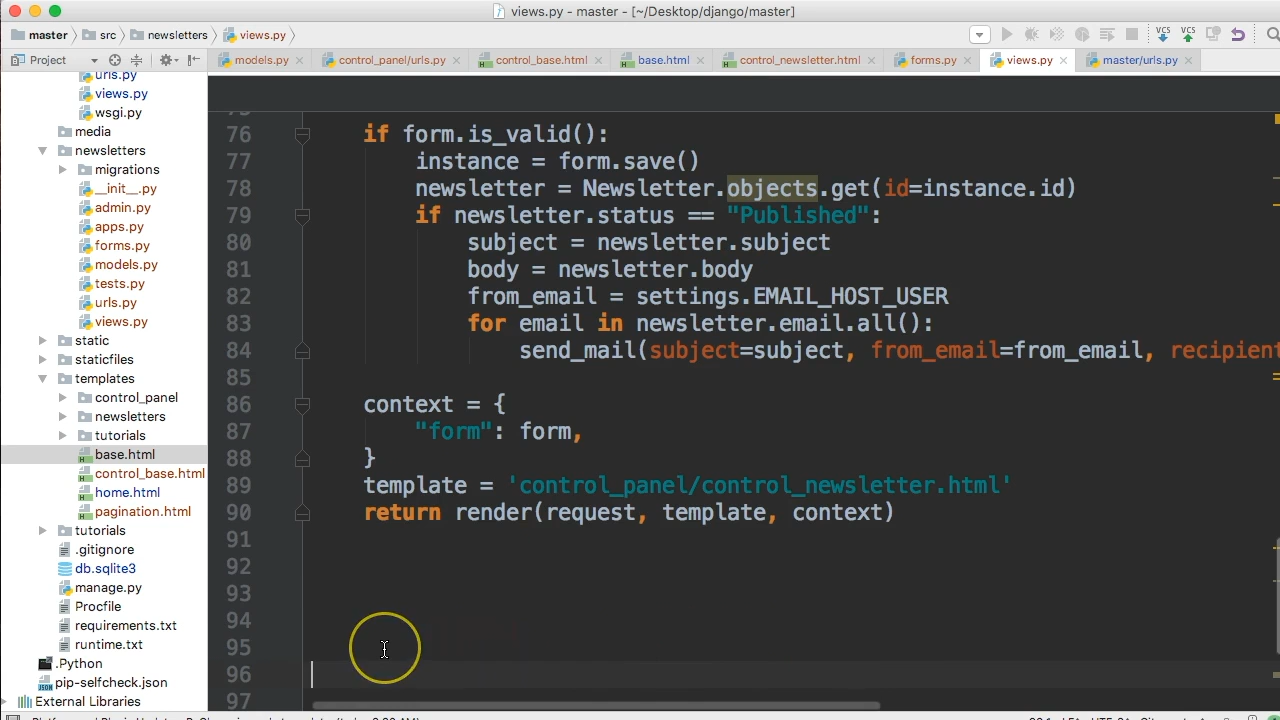 views.py - master - [~/Desktop/django/master]
master src newsletters views.py
Project
models.py control_panel/urls.py control_base.html base.html control_newsletter.html forms.py views.py master/urls.py
urls.py
views.py
wsgi.py
media
newsletters
migrations
__init__.py
admin.py
apps.py
forms.py
models.py
tests.py
urls.py
views.py
static
staticfiles
templates
control_panel
newsletters
tutorials
base.html
control_base.html
home.html
pagination.html
tutorials
.gitignore
db.sqlite3
manage.py
Procfile
requirements.txt
runtime.txt
.Python
pip-selfcheck.json
External Libraries
VCS VCS
75
76 if form.is_valid():
77 instance = form.save()
78 newsletter = Newsletter.objects.get(id=instance.id)
79 if newsletter.status == "Published":
80 subject = newsletter.subject
81 body = newsletter.body
82 from_email = settings.EMAIL_HOST_USER
83 for email in newsletter.email.all():
84 send_mail(subject=subject, from_email=from_email, recipient
85
86 context = {
87 "form": form,
88 }
89 template = 'control_panel/control_newsletter.html'
90 return render(request, template, context)
91
92
93
94
95
96
97